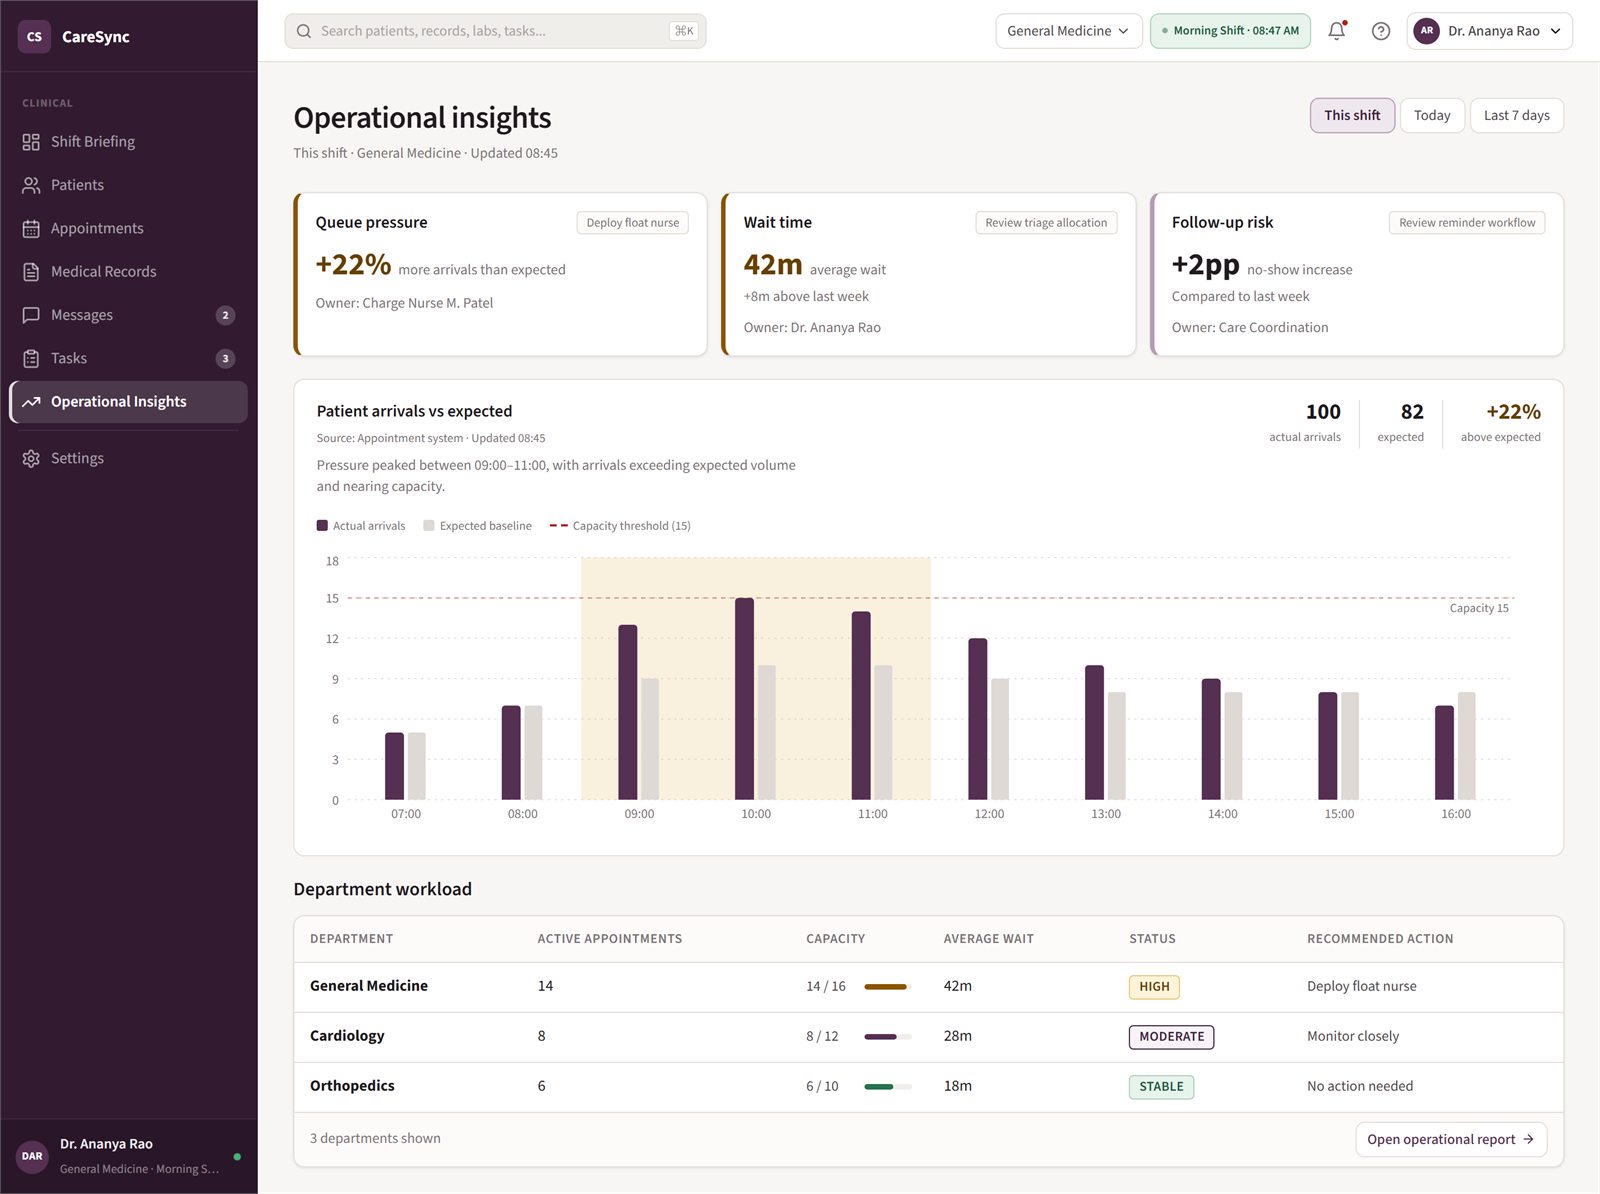 CS
CareSync
CLINICAL
Shift Briefing
Patients
Appointments
Medical Records
Messages
2
Tasks
3
Operational Insights
Settings
DAR
Dr. Ananya Rao
General Medicine · Morning S...
Search patients, records, labs, tasks...
⌘K
General Medicine
Morning Shift · 08:47 AM
AR
Dr. Ananya Rao
Operational insights
This shift · General Medicine · Updated 08:45
This shift
Today
Last 7 days
Queue pressure
Deploy float nurse
+22% more arrivals than expected
Owner: Charge Nurse M. Patel
Wait time
Review triage allocation
42m average wait
+8m above last week
Owner: Dr. Ananya Rao
Follow-up risk
Review reminder workflow
+2pp no-show increase
Compared to last week
Owner: Care Coordination
Patient arrivals vs expected
Source: Appointment system · Updated 08:45
Pressure peaked between 09:00–11:00, with arrivals exceeding expected volume
and nearing capacity.
100
actual arrivals
82
expected
+22%
above expected
Actual arrivals
Expected baseline
Capacity threshold (15)
18
15
12
9
6
3
0
Capacity 15
07:00
08:00
09:00
10:00
11:00
12:00
13:00
14:00
15:00
16:00
Department workload
DEPARTMENT ACTIVE APPOINTMENTS CAPACITY AVERAGE WAIT STATUS RECOMMENDED ACTION
General Medicine 14 14 / 16 42m HIGH Deploy float nurse
Cardiology 8 8 / 12 28m MODERATE Monitor closely
Orthopedics 6 6 / 10 18m STABLE No action needed
3 departments shown
Open operational report →